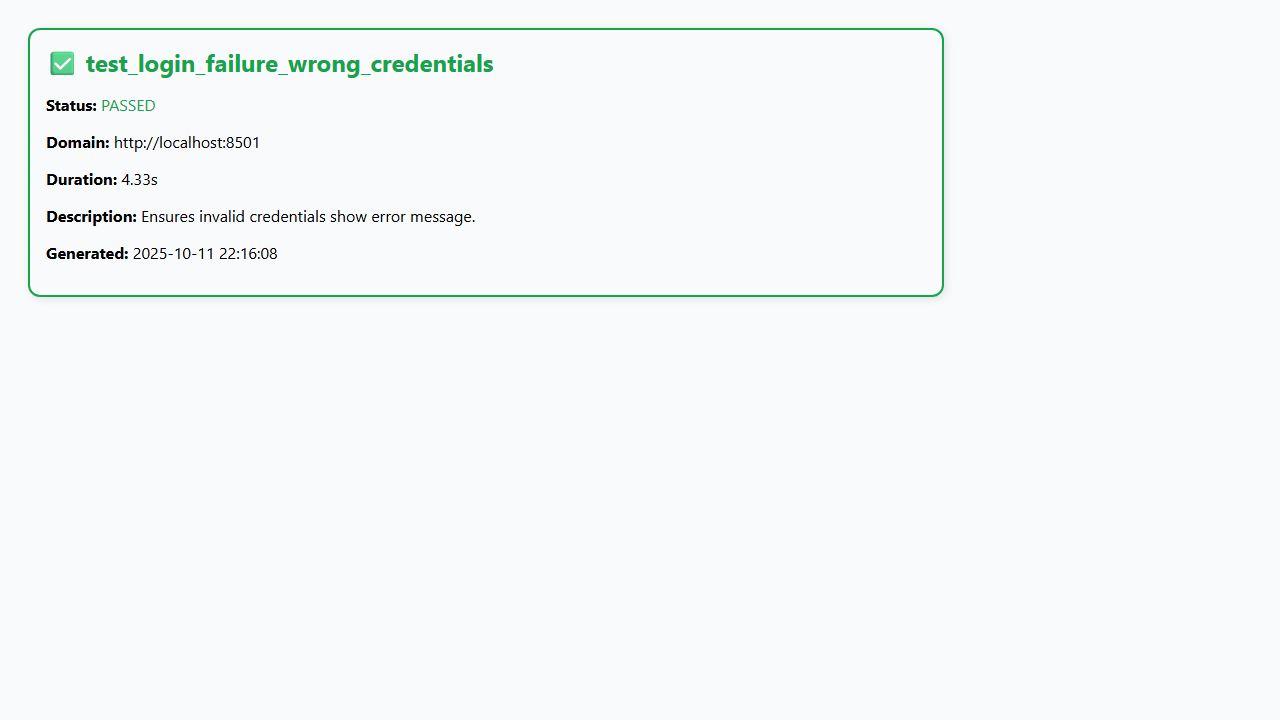 ✅ test_login_failure_wrong_credentials
Status: PASSED
Domain: http://localhost:8501
Duration: 4.33s
Description: Ensures invalid credentials show error message.
Generated: 2025-10-11 22:16:08